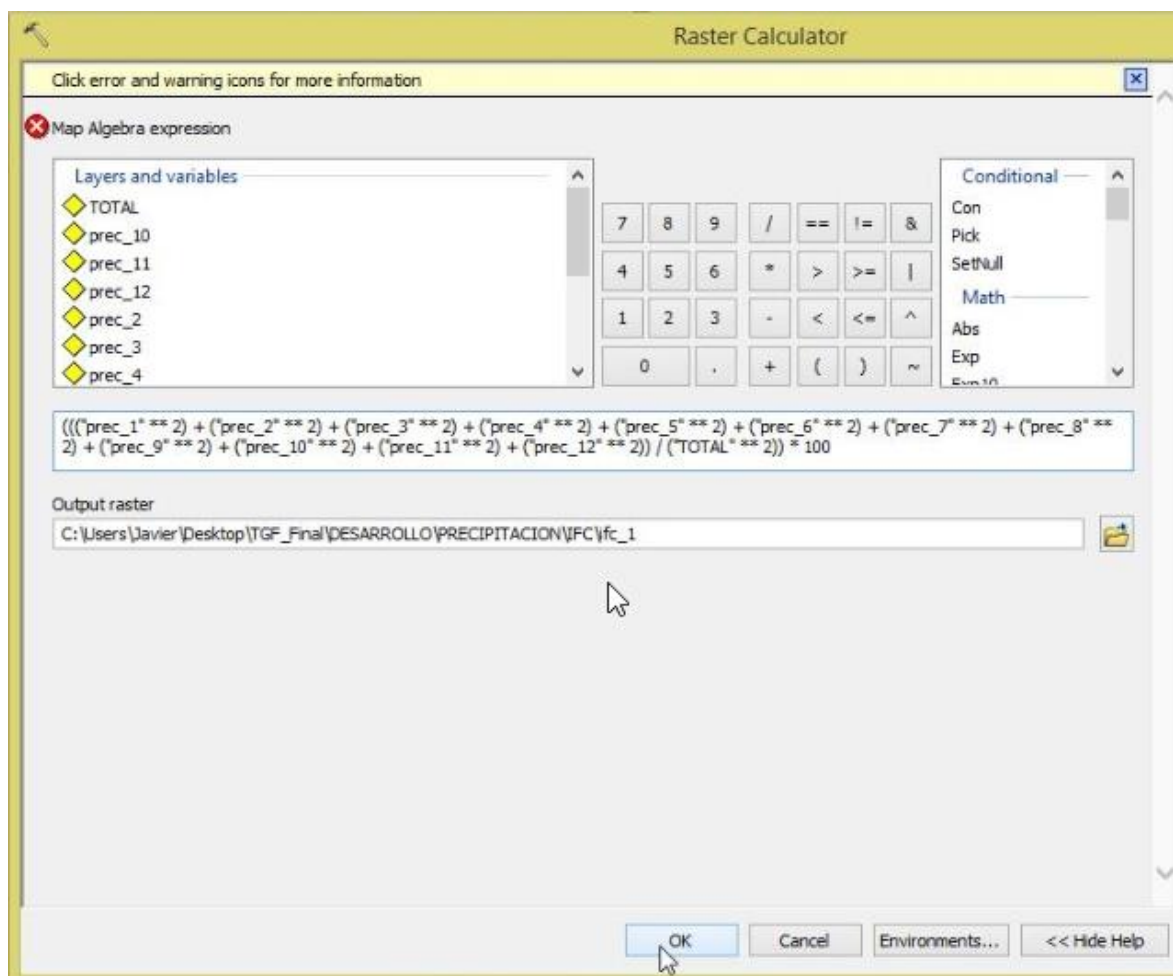 Raster Calculator
Click error and warning icons for more information
Map Algebra expression
Layers and variables
TOTAL
prec_10
prec_11
prec_12
prec_2
prec_3
prec_4
7 8 9 / == != &
4 5 6 * > >= |
1 2 3 - < <= ^
0 . + ( ) ~
Conditional
Con
Pick
SetNull
Math
Abs
Exp
Exp10
((("prec_1" ** 2) + ("prec_2" ** 2) + ("prec_3" ** 2) + ("prec_4" ** 2) + ("prec_5" ** 2) + ("prec_6" ** 2) + ("prec_7" ** 2) + ("prec_8" **
2) + ("prec_9" ** 2) + ("prec_10" ** 2) + ("prec_11" ** 2) + ("prec_12" ** 2)) / ("TOTAL" ** 2)) * 100
Output raster
C:\Users\Javier\Desktop\TGF_Final\DESARROLLO\PRECIPITACION\IFC\ifc_1
OK Cancel Environments... << Hide Help